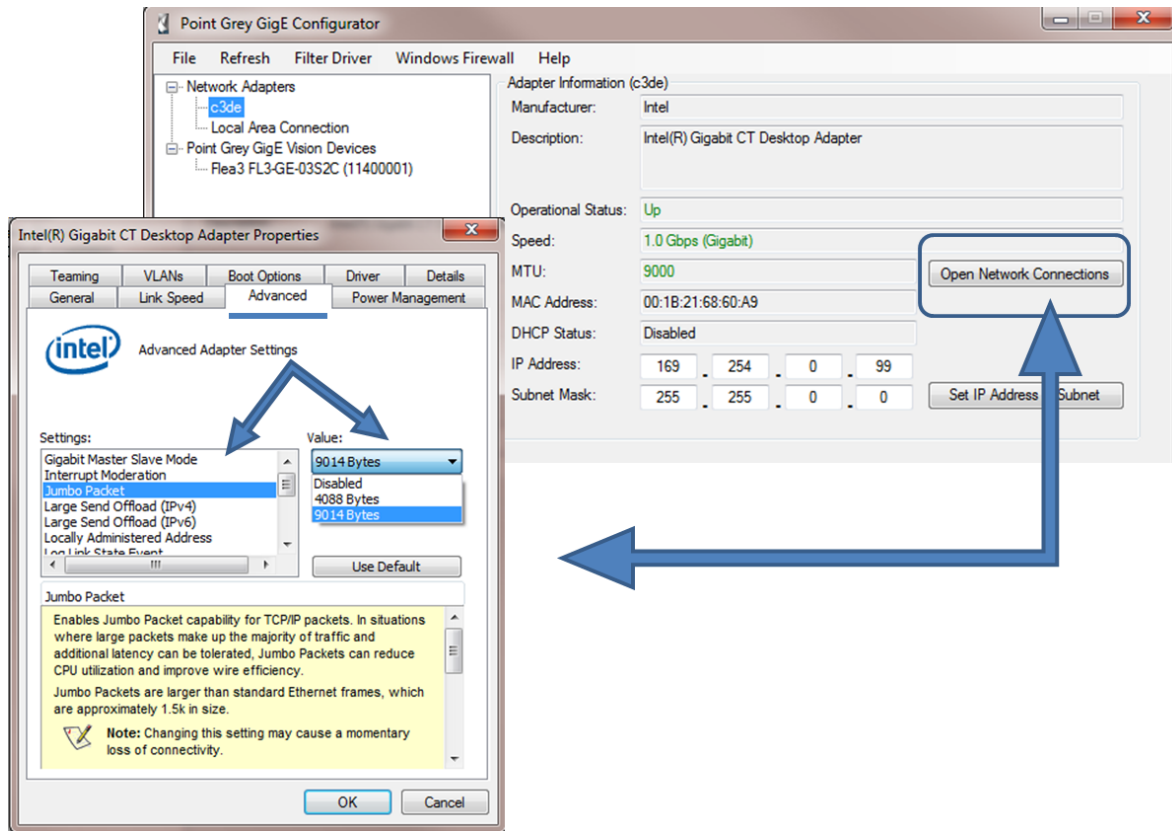 Point Grey GigE Configurator
File Refresh Filter Driver Windows Firewall Help
Network Adapters
c3de
Local Area Connection
Point Grey GigE Vision Devices
Flea3 FL3-GE-03S2C (11400001)
Adapter Information (c3de)
Manufacturer: Intel
Description: Intel(R) Gigabit CT Desktop Adapter
Operational Status: Up
Speed: 1.0 Gbps (Gigabit)
MTU: 9000
Open Network Connections
MAC Address: 00:1B:21:68:60:A9
DHCP Status: Disabled
IP Address: 169 . 254 . 0 . 99
Subnet Mask: 255 . 255 . 0 . 0
Set IP Address Subnet
Intel(R) Gigabit CT Desktop Adapter Properties
Teaming VLANs Boot Options Driver Details
General Link Speed Advanced Power Management
intel Advanced Adapter Settings
Settings: Value:
Gigabit Master Slave Mode
Interrupt Moderation
Jumbo Packet
Large Send Offload (IPv4)
Large Send Offload (IPv6)
Locally Administered Address
Log Link State Event
9014 Bytes
Disabled
4088 Bytes
9014 Bytes
Use Default
Jumbo Packet
Enables Jumbo Packet capability for TCP/IP packets. In situations
where large packets make up the majority of traffic and
additional latency can be tolerated, Jumbo Packets can reduce
CPU utilization and improve wire efficiency.
Jumbo Packets are larger than standard Ethernet frames, which
are approximately 1.5k in size.
Note: Changing this setting may cause a momentary
loss of connectivity.
OK Cancel